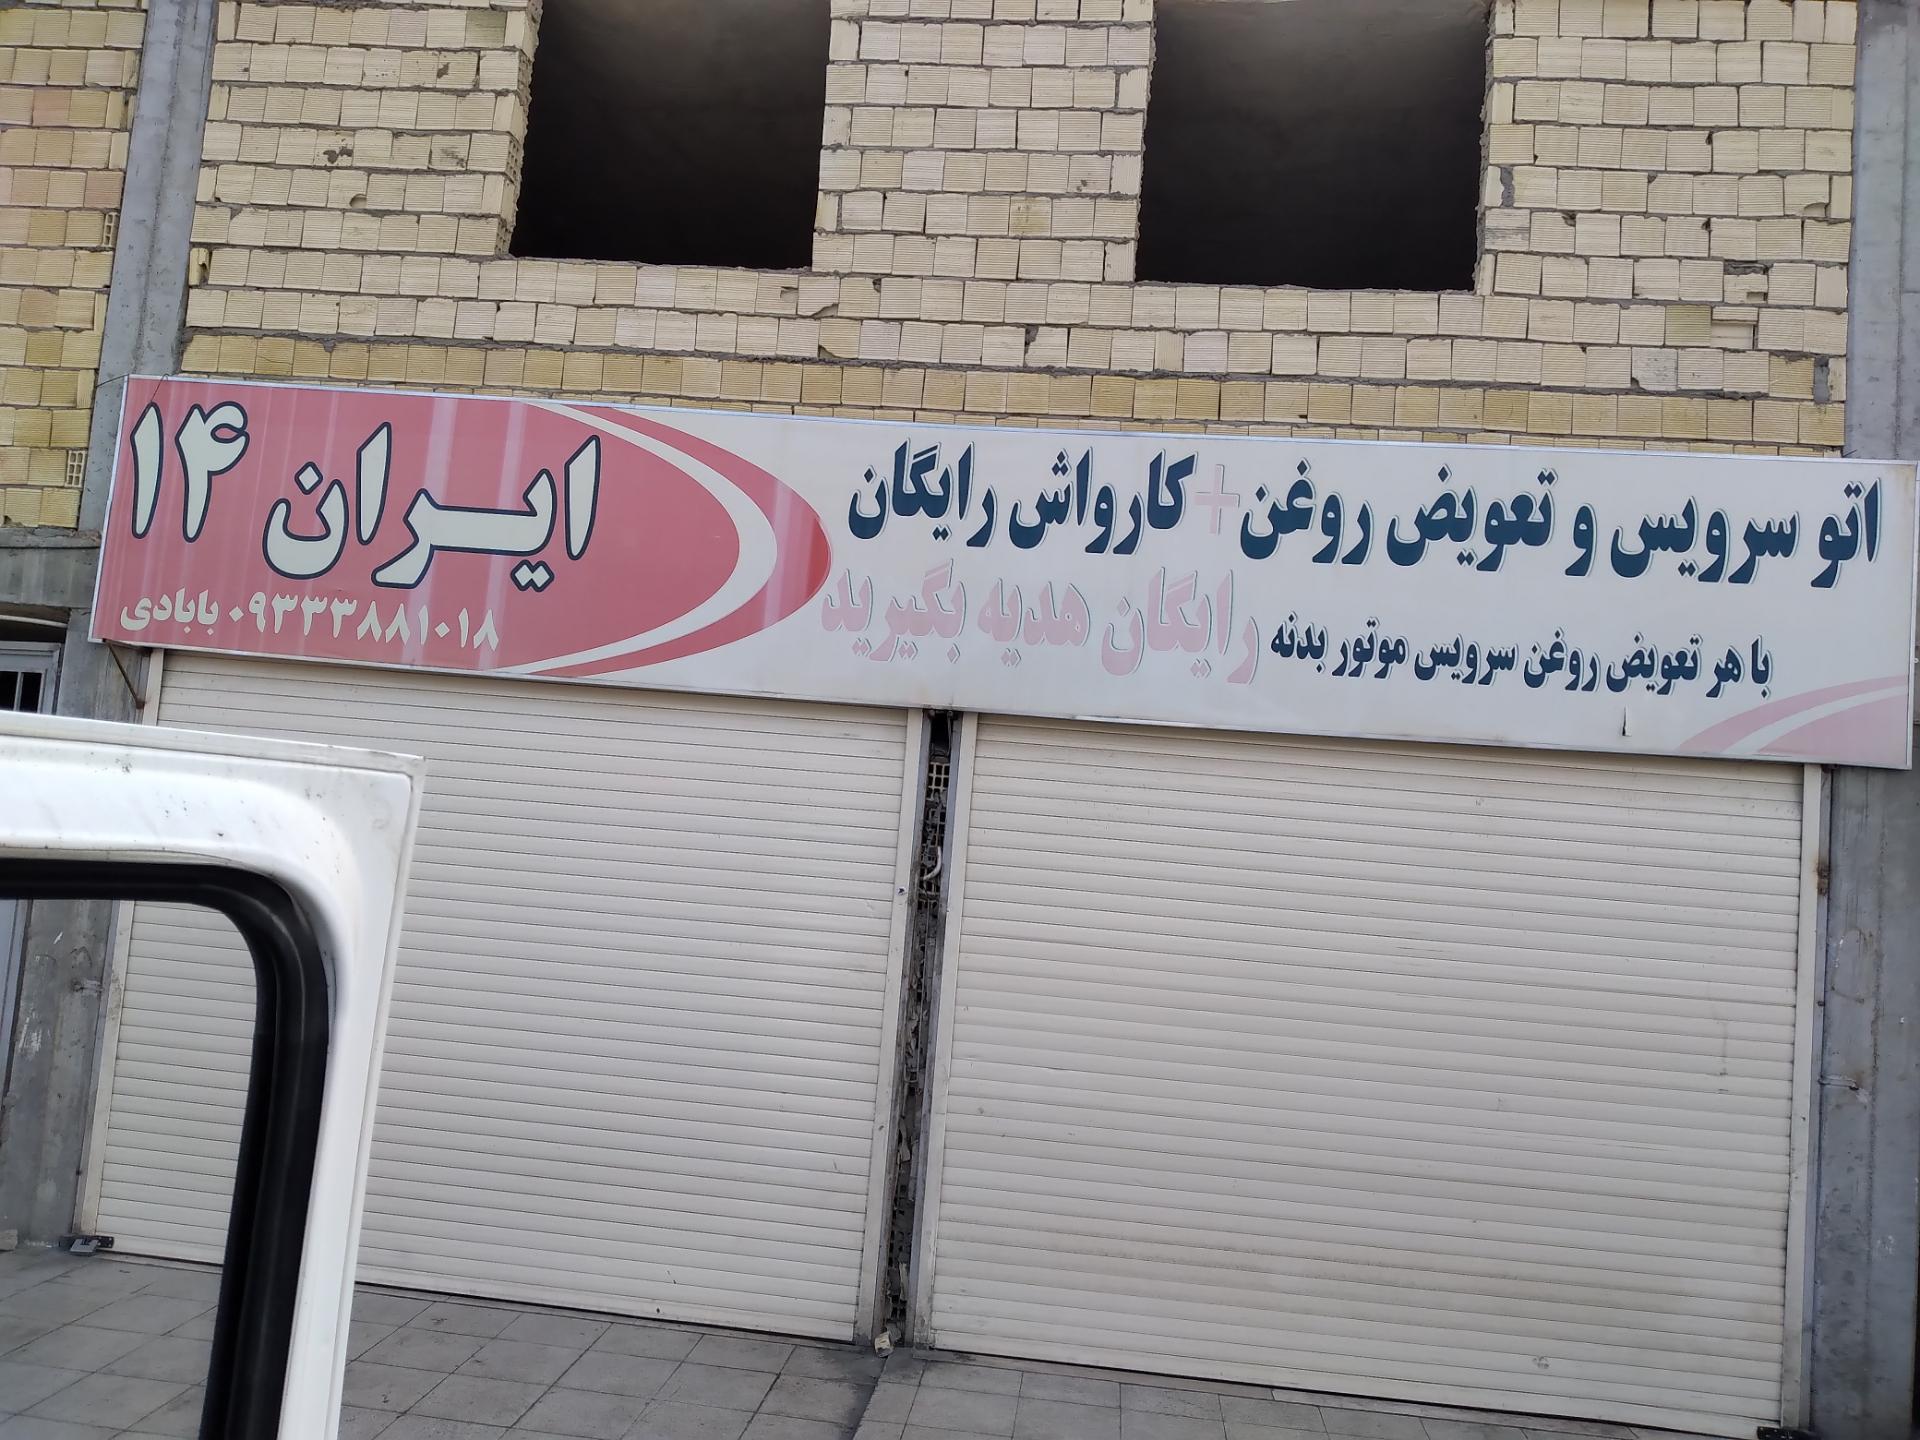 اتو سرویس و تعویض روغن + کارواش رایگان
با هر تعویض روغن سرویس موتور بدنه رایگان هدیه بگیرید
ایران ۱۴
۰۹۳۳۳۸۸۱۰۱۸ بابادی